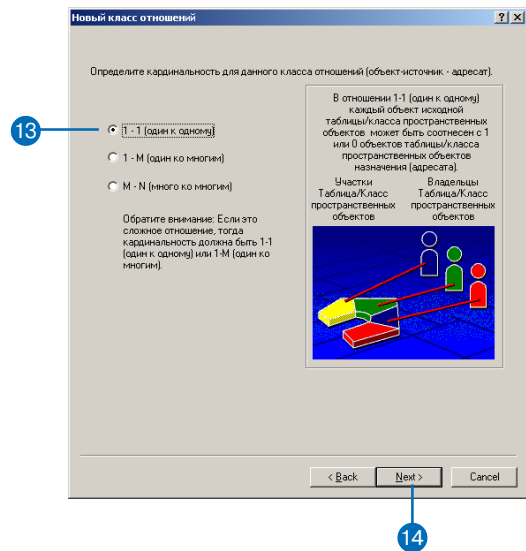 Новый класс отношений
? ×
Определите кардинальность для данного класса отношений (объект-источник - адресат).
13
1 - 1 (один к одному)
1 - М (один ко многим)
М - N (много ко многим)
Обратите внимание: Если это
сложное отношение, тогда
кардинальность должна быть 1-1
(один к одному) или 1-М (один ко
многим).
В отношении 1-1
(один к одному)
каждый объект исходной
таблицы/класса пространственных
объектов может быть соотнесен с 1
или 0 объектов таблицы/класса
пространственных объектов
назначения (адресата).
Участки
Таблица/Класс
пространственных
объектов
Владельцы
Таблица/Класс
пространственных
объектов
< Back
Next >
Cancel
14